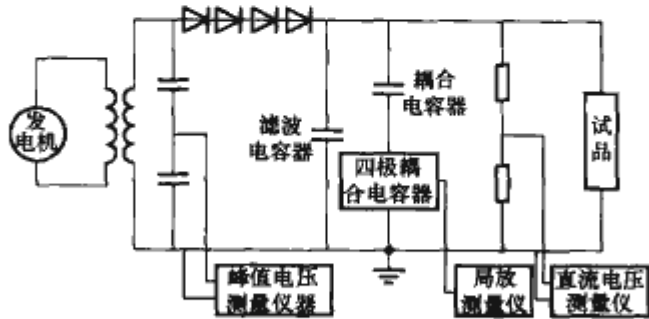 发
电机
滤波
电容器
耦合
电容器
四极耦
合电容器
试
品
峰值电压
测量仪器
局放
测量仪
直流电压
测量仪